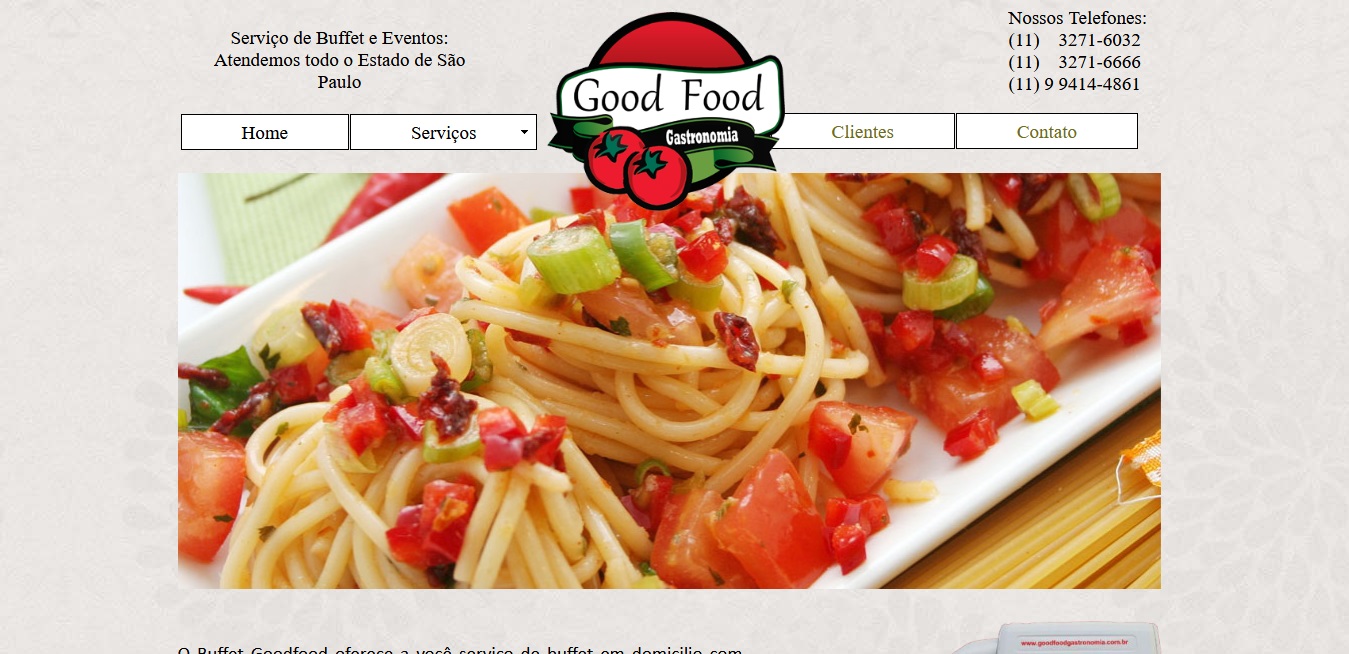 Serviço de Buffet e Eventos:
Atendemos todo o Estado de São
Paulo
Good Food
Gastronomia
Nossos Telefones:
(11) 3271-6032
(11) 3271-6666
(11) 9 9414-4861
Home
Serviços
Clientes
Contato
www.goodfoodgastronomia.com.br
O Buffet Goodfood oferece a você serviço de buffet em domicilio com